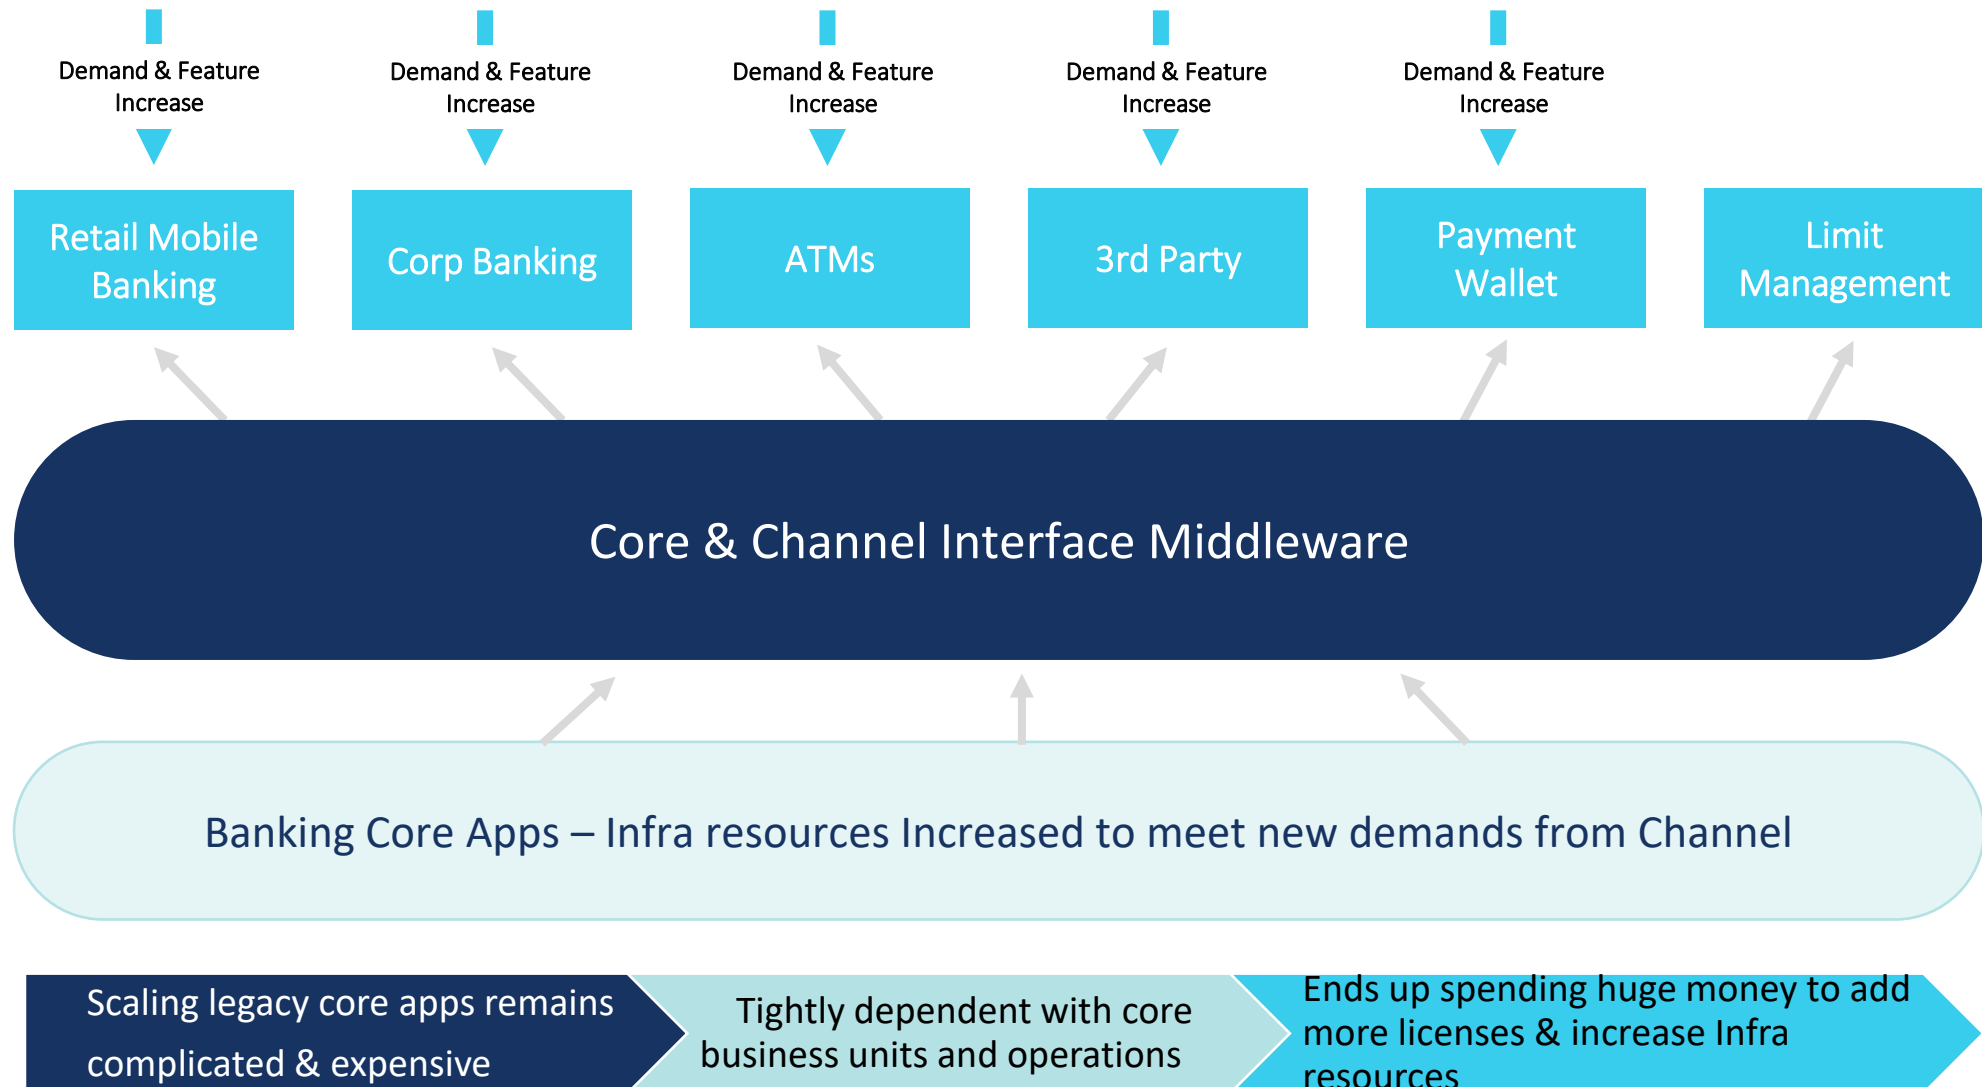 Demand & Feature
Increase
Demand & Feature
Increase
Demand & Feature
Increase
Demand & Feature
Increase
Demand & Feature
Increase
Retail Mobile
Banking
Corp Banking
ATMs
3rd Party
Payment
Wallet
Limit
Management
Core & Channel Interface Middleware
Banking Core Apps – Infra resources Increased to meet new demands from Channel
Scaling legacy core apps remains
complicated & expensive
Tightly dependent with core
business units and operations
Ends up spending huge money to add
more licenses & increase Infra
resources